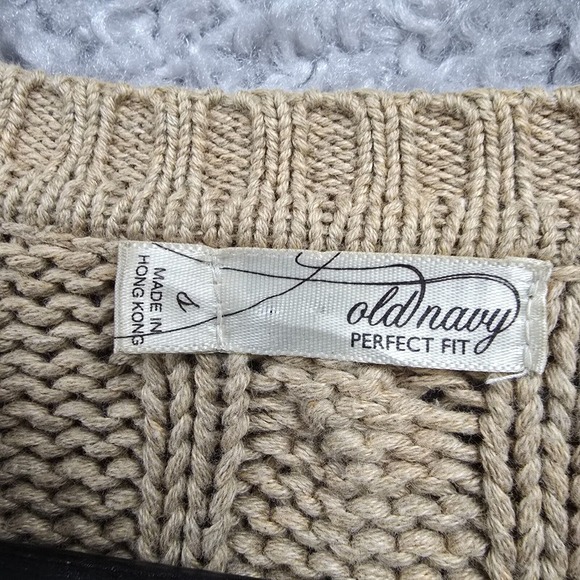 old navy
PERFECT FIT
MADE IN
HONG KONG